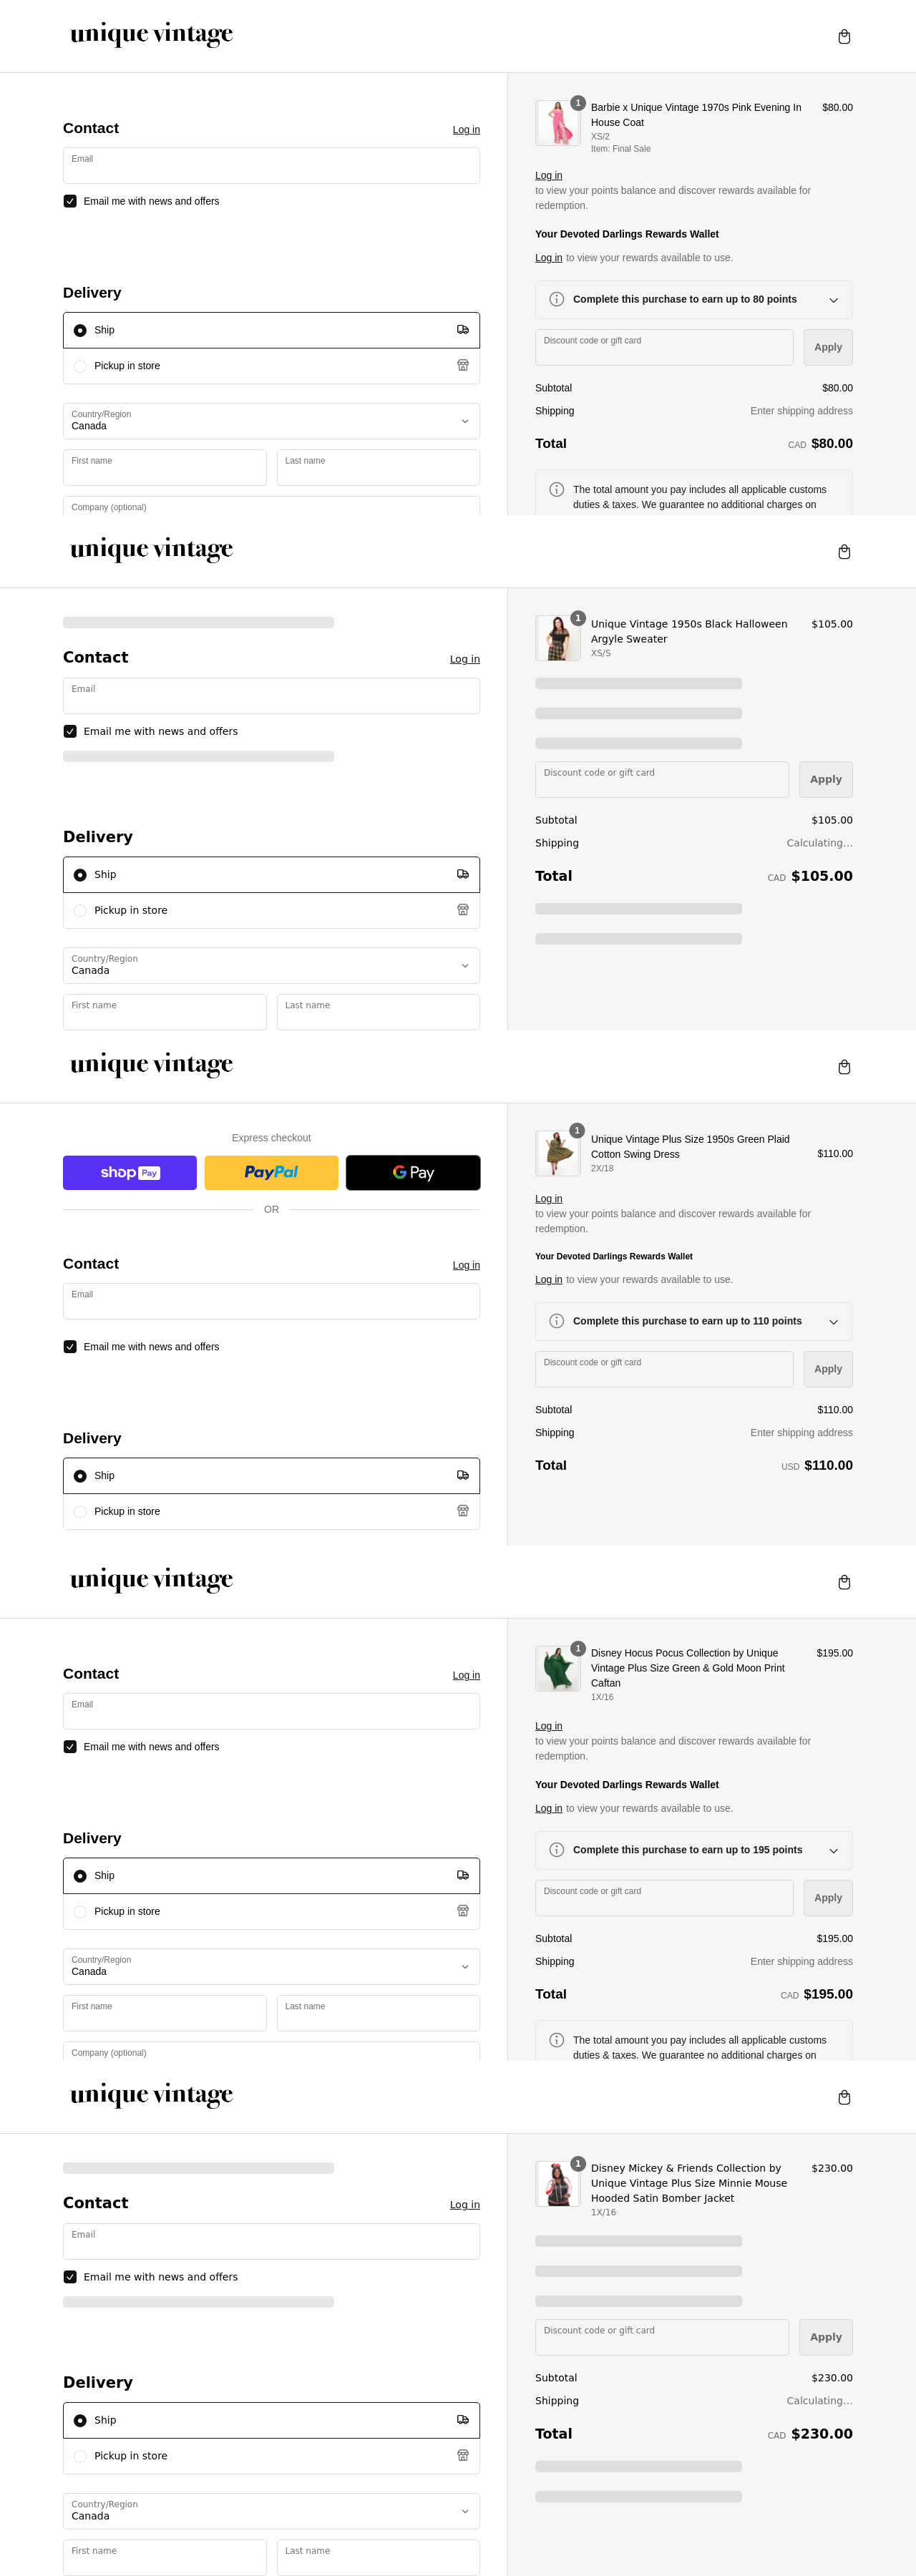 unique vintage
Contact
Log in
Email
Email me with news and offers
Delivery
Ship
Pickup in store
Country/Region
Canada
First name
Last name
Company (optional)
1
Barbie x Unique Vintage 1970s Pink Evening In
House Coat
$80.00
XS/2
Item: Final Sale
Log in
to view your points balance and discover rewards available for
redemption.
Your Devoted Darlings Rewards Wallet
Log in to view your rewards available to use.
Complete this purchase to earn up to 80 points
Discount code or gift card
Apply
Subtotal
$80.00
Shipping
Enter shipping address
Total
CAD $80.00
The total amount you pay includes all applicable customs
duties & taxes. We guarantee no additional charges on
unique vintage
Contact
Log in
Email
Email me with news and offers
Delivery
Ship
Pickup in store
Country/Region
Canada
First name
Last name
1
Unique Vintage 1950s Black Halloween
Argyle Sweater
$105.00
XS/S
Discount code or gift card
Apply
Subtotal
$105.00
Shipping
Calculating...
Total
CAD $105.00
unique vintage
Express checkout
shop Pay
PayPal
G Pay
OR
Contact
Log in
Email
Email me with news and offers
Delivery
Ship
Pickup in store
1
Unique Vintage Plus Size 1950s Green Plaid
Cotton Swing Dress
$110.00
2X/18
Log in
to view your points balance and discover rewards available for
redemption.
Your Devoted Darlings Rewards Wallet
Log in to view your rewards available to use.
Complete this purchase to earn up to 110 points
Discount code or gift card
Apply
Subtotal
$110.00
Shipping
Enter shipping address
Total
USD $110.00
unique vintage
Contact
Log in
Email
Email me with news and offers
Delivery
Ship
Pickup in store
Country/Region
Canada
First name
Last name
Company (optional)
1
Disney Hocus Pocus Collection by Unique
Vintage Plus Size Green & Gold Moon Print
Caftan
$195.00
1X/16
Log in
to view your points balance and discover rewards available for
redemption.
Your Devoted Darlings Rewards Wallet
Log in to view your rewards available to use.
Complete this purchase to earn up to 195 points
Discount code or gift card
Apply
Subtotal
$195.00
Shipping
Enter shipping address
Total
CAD $195.00
The total amount you pay includes all applicable customs
duties & taxes. We guarantee no additional charges on
unique vintage
Contact
Log in
Email
Email me with news and offers
Delivery
Ship
Pickup in store
Country/Region
Canada
First name
Last name
1
Disney Mickey & Friends Collection by
Unique Vintage Plus Size Minnie Mouse
Hooded Satin Bomber Jacket
$230.00
1X/16
Discount code or gift card
Apply
Subtotal
$230.00
Shipping
Calculating...
Total
CAD $230.00